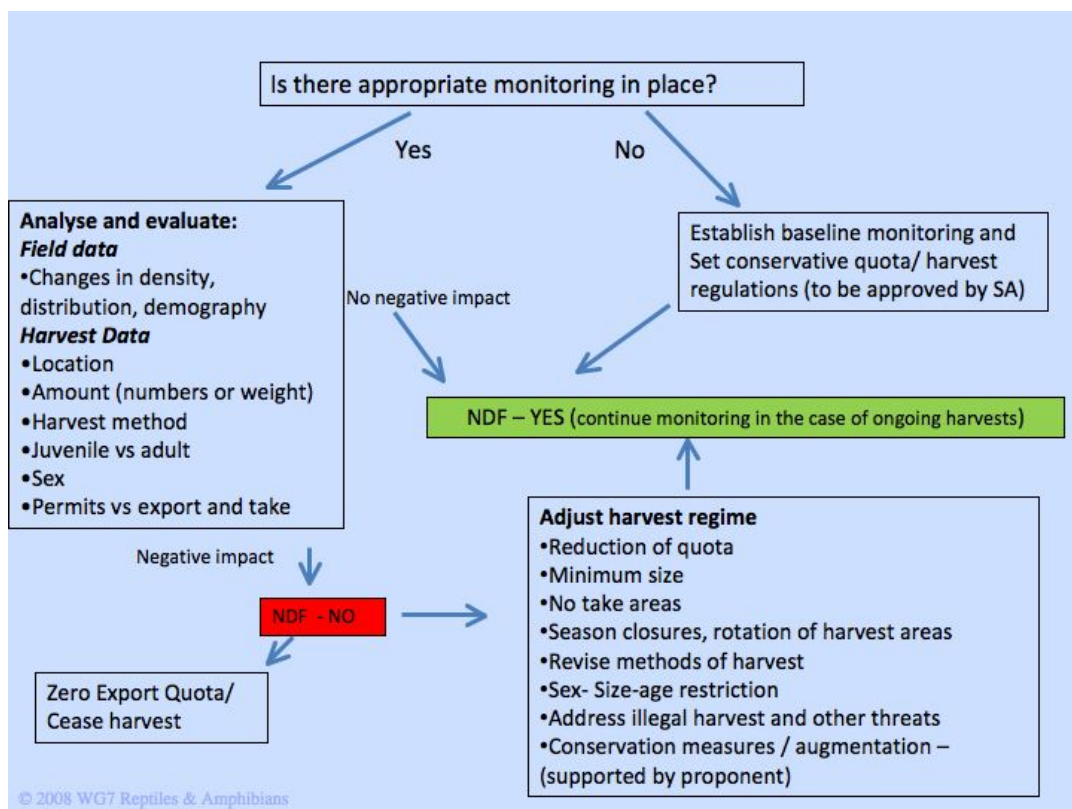 Is there appropriate monitoring in place?
Yes
No
Analyse and evaluate:
Field data
•Changes in density,
distribution, demography
Harvest Data
•Location
•Amount (numbers or weight)
•Harvest method
•Juvenile vs adult
•Sex
•Permits vs export and take
Establish baseline monitoring and
Set conservative quota/ harvest
regulations (to be approved by SA)
No negative impact
NDF – YES (continue monitoring in the case of ongoing harvests)
Negative impact
NDF - NO
Zero Export Quota/
Cease harvest
Adjust harvest regime
•Reduction of quota
•Minimum size
•No take areas
•Season closures, rotation of harvest areas
•Revise methods of harvest
•Sex- Size-age restriction
•Address illegal harvest and other threats
•Conservation measures / augmentation –
(supported by proponent)
© 2008 WG7 Reptiles & Amphibians